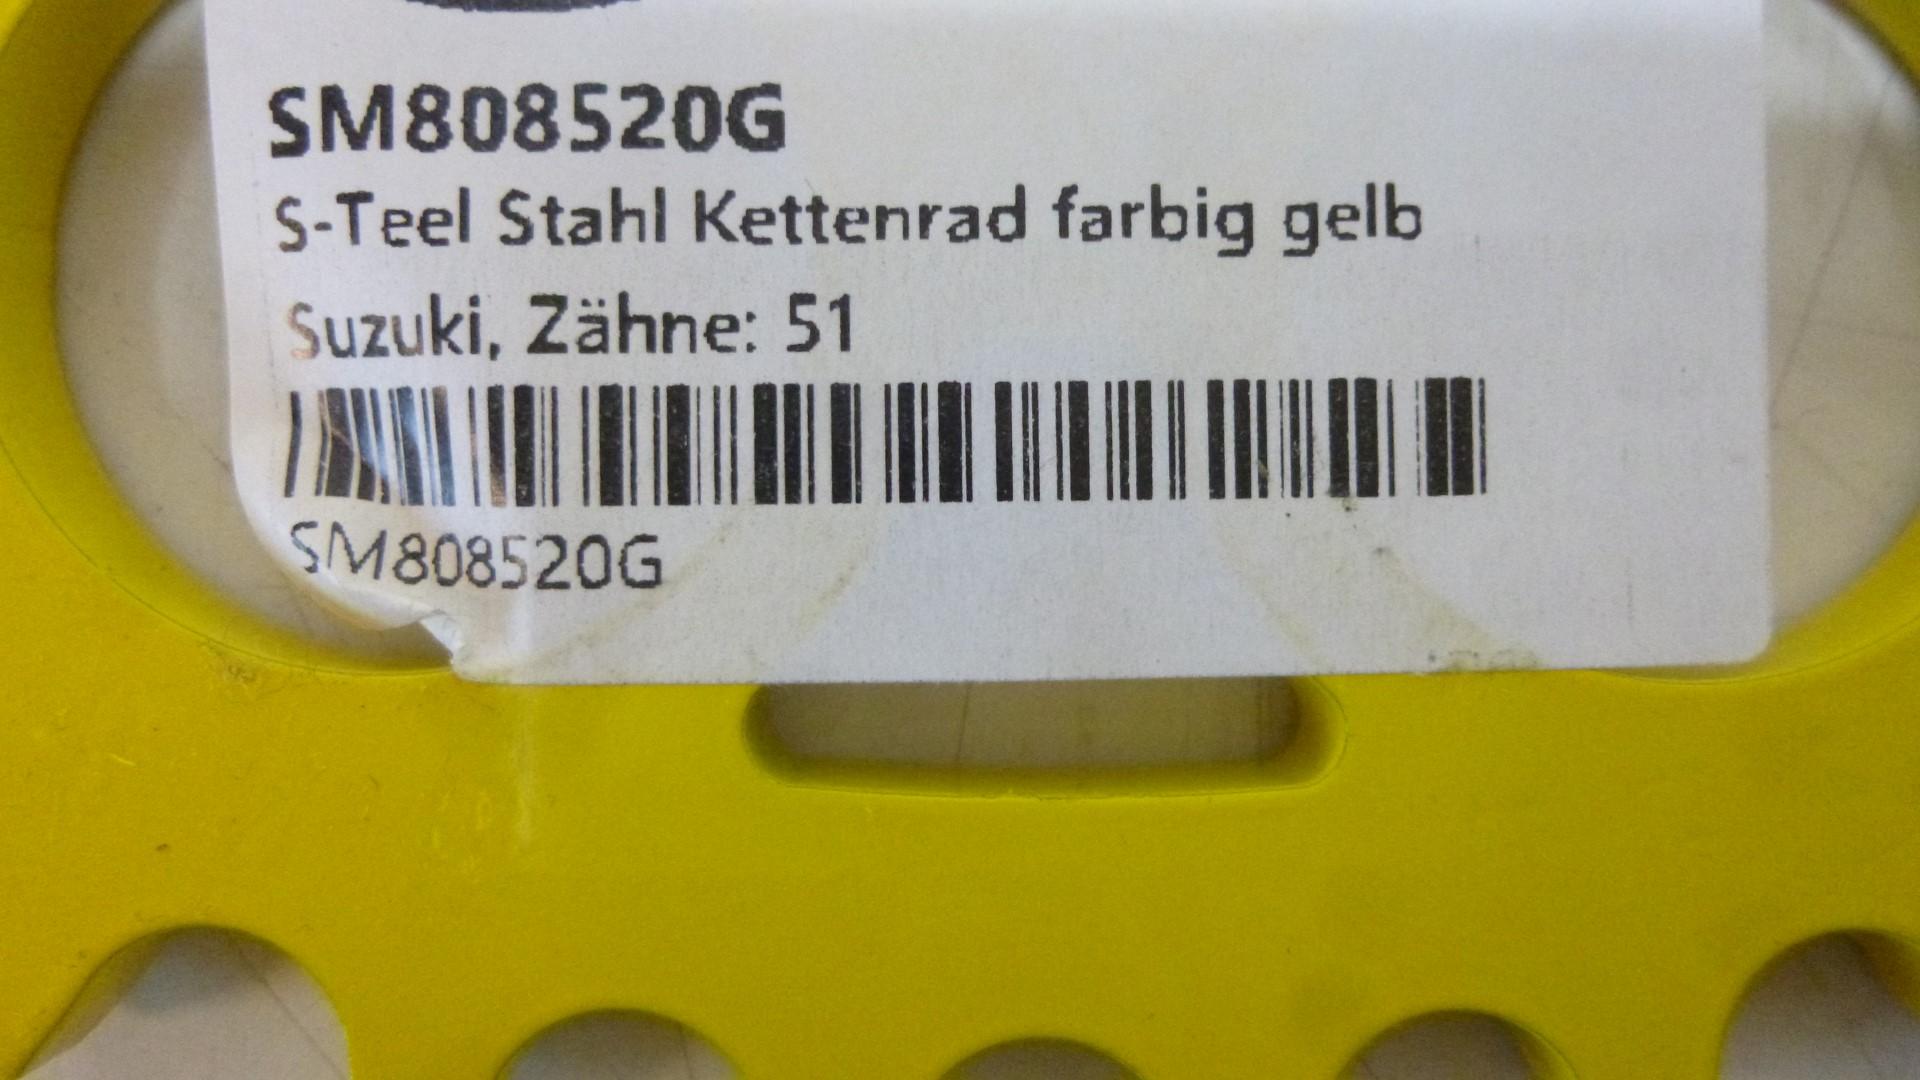 SM808520G
S-Teel Stahl Kettenrad farbig gelb
Suzuki, Zähne: 51
SM808520G